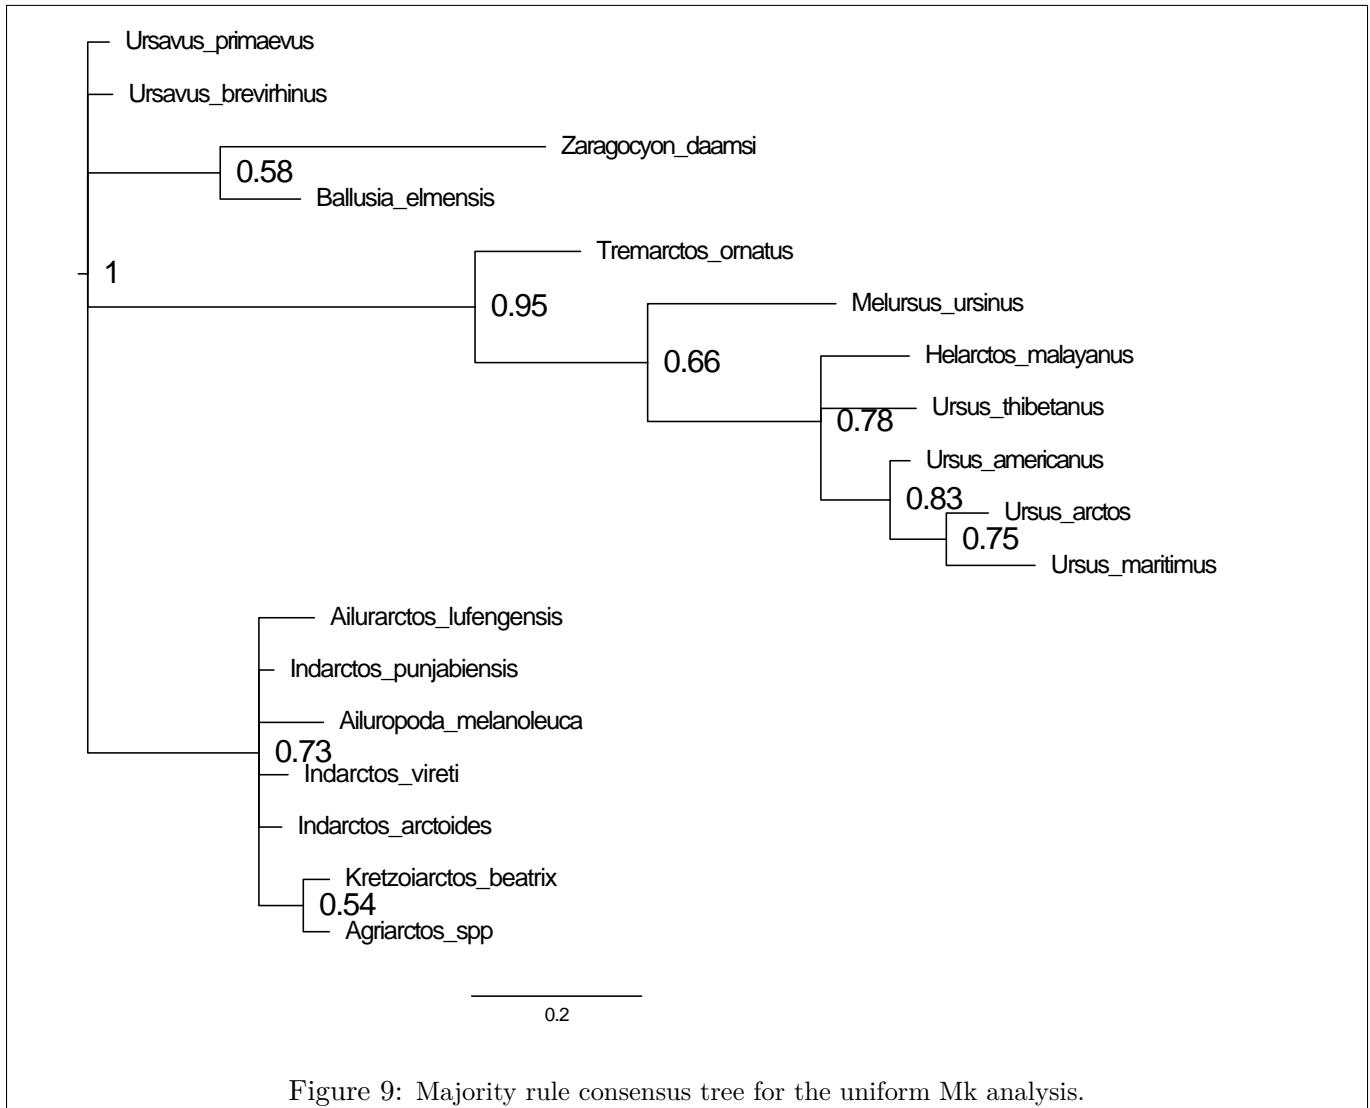 Ursavus_primaevus
Ursavus_brevirhinus
Zaragocyon_daamsi
0.58
Ballusia_elmensis
Tremarctos_ornatus
1
0.95
Melursus_ursinus
Helarctos_malayanus
0.66
Ursus_thibetanus
0.78
Ursus_americanus
0.83
Ursus_arctos
0.75
Ursus_maritimus
Ailurarctos_lufengensis
Indarctos_punjabiensis
Ailuropoda_melanoleuca
0.73
Indarctos_vireti
Indarctos_arctoides
Kretzoiarctos_beatrix
0.54
Agriarctos_spp
0.2
Figure 9: Majority rule consensus tree for the uniform Mk analysis.